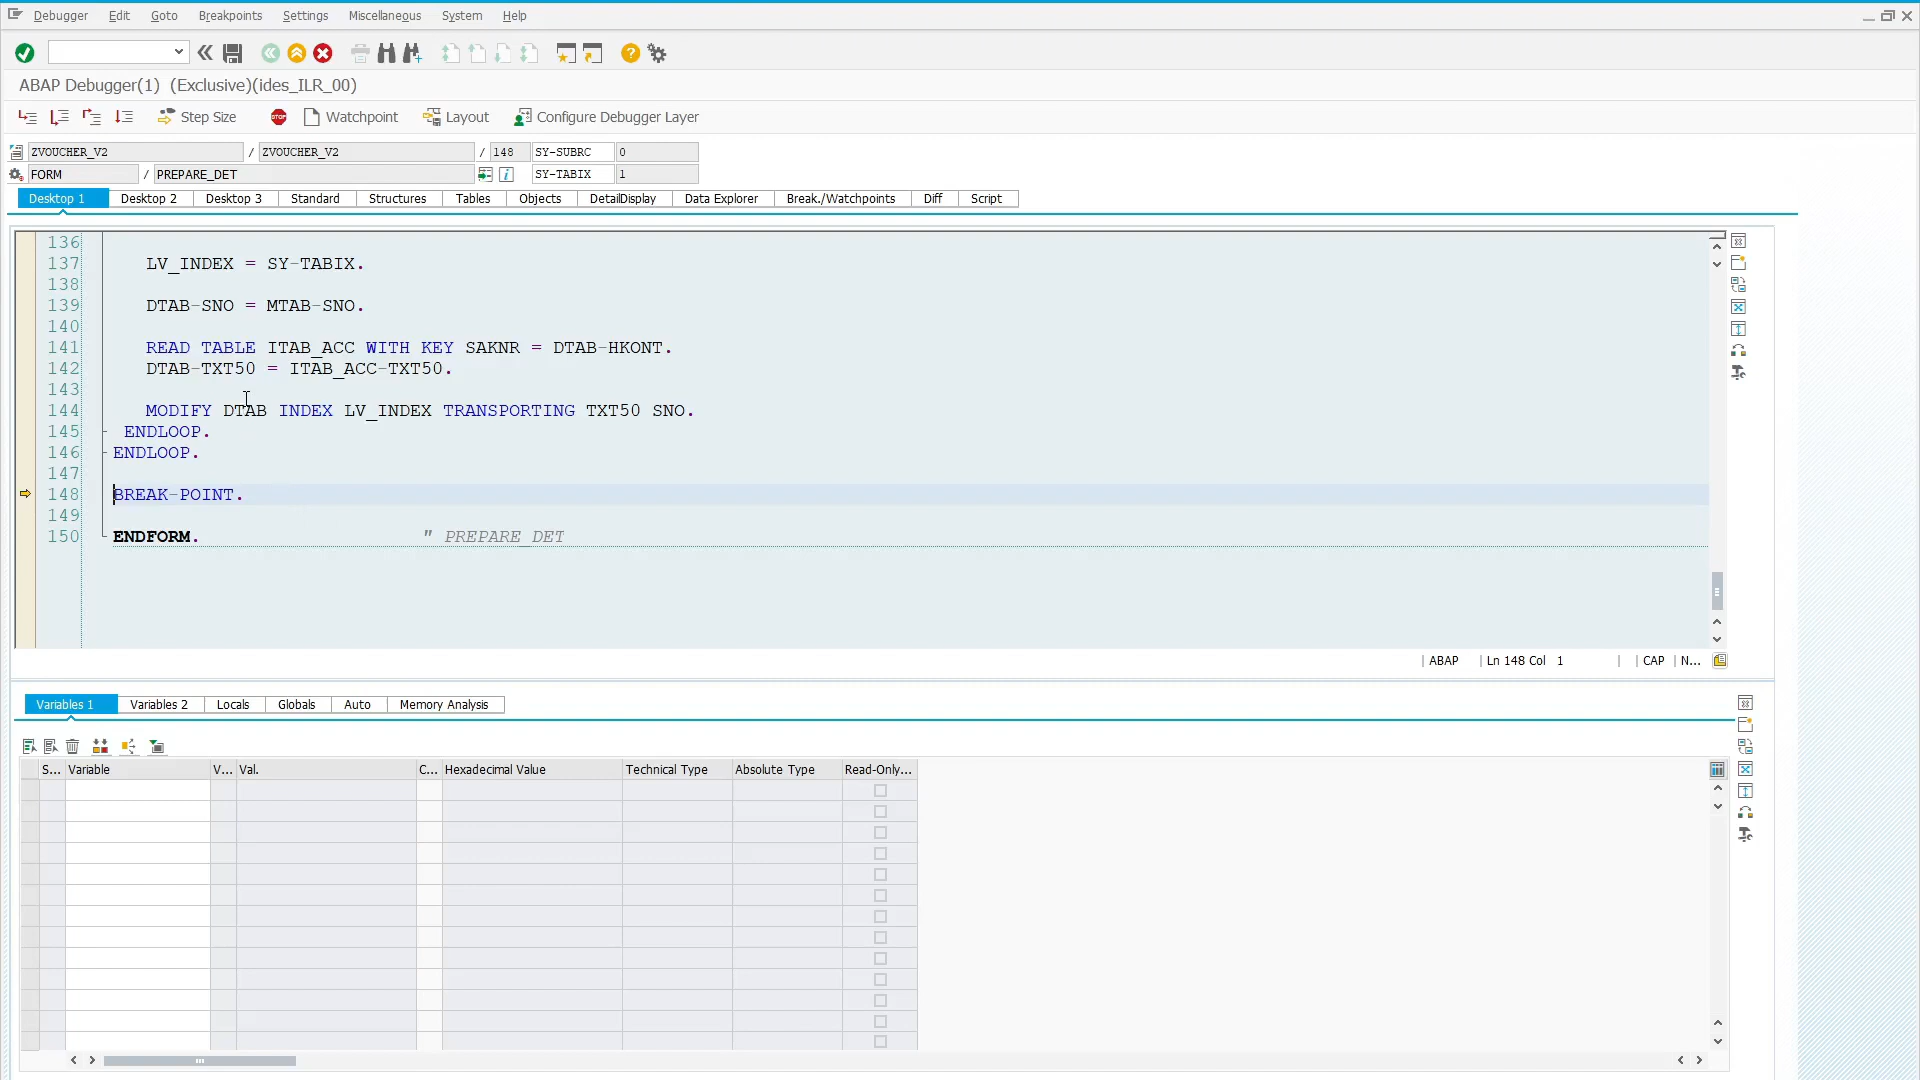 Debugger Edit Goto Breakpoints Settings Miscellaneous System Help
ABAP Debugger(1) (Exclusive)(ides_ILR_00)
Step Size STOP Watchpoint Layout Configure Debugger Layer
ZVOUCHER_V2 / ZVOUCHER_V2 / 148 SY-SUBRC 0
FORM / PREPARE_DET SY-TABIX 1
Desktop 1 Desktop 2 Desktop 3 Standard Structures Tables Objects DetailDisplay Data Explorer Break./Watchpoints Diff Script
136
137 LV_INDEX = SY-TABIX.
138
139 DTAB-SNO = MTAB-SNO.
140
141 READ TABLE ITAB_ACC WITH KEY SAKNR = DTAB-HKONT.
142 DTAB-TXT50 = ITAB_ACC-TXT50.
143
144 MODIFY DTAB INDEX LV_INDEX TRANSPORTING TXT50 SNO.
145 ENDLOOP.
146 ENDLOOP.
147
148 BREAK-POINT.
149
150 ENDFORM. " PREPARE_DET
ABAP Ln 148 Col 1 CAP N...
Variables 1 Variables 2 Locals Globals Auto Memory Analysis
S... Variable V... Val. C... Hexadecimal Value Technical Type Absolute Type Read-Only...